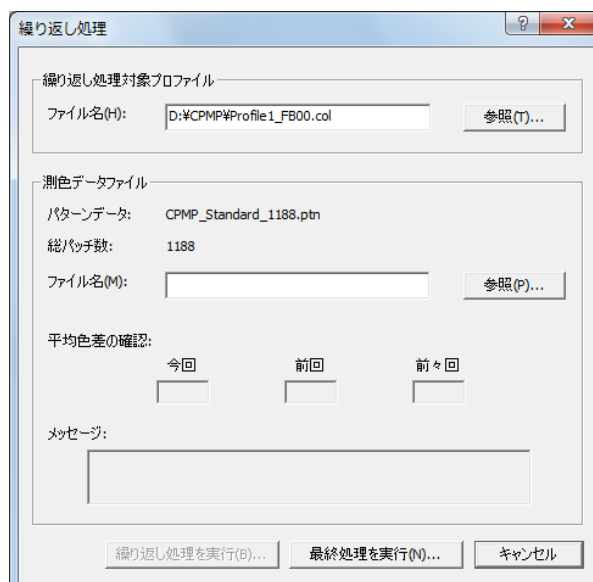 繰り返し処理
繰り返し処理対象プロファイル
ファイル名(H): D:¥CPMP¥Profile1_FB00.col 参照(T)...
測色データファイル
パターンデータ: CPMP_Standard_1188.ptn
総パッチ数: 1188
ファイル名(M): 参照(P)...
平均色差の確認:
今回 前回 前々回
メッセージ:
繰り返し処理を実行(B)... 最終処理を実行(N)... キャンセル